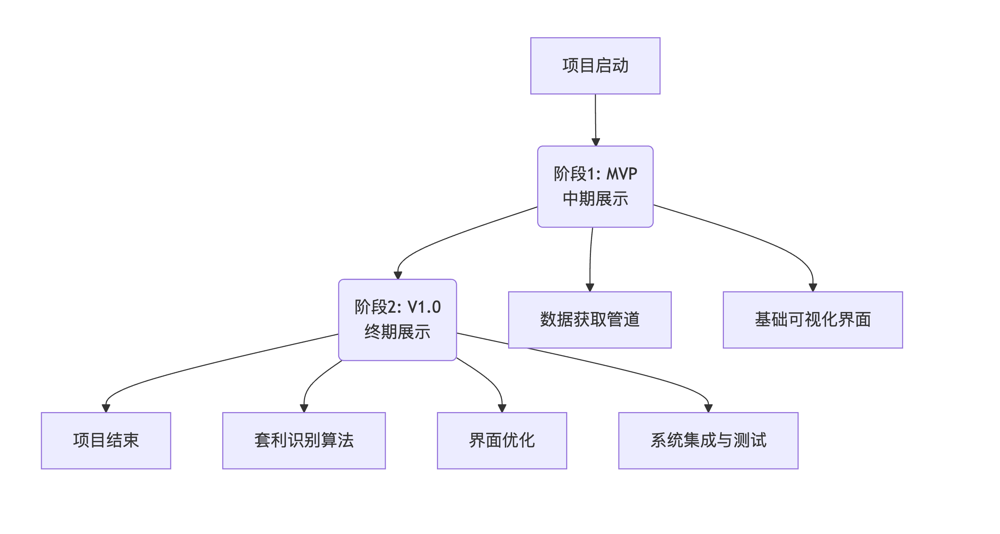 项目启动
阶段1: MVP
中期展示
阶段2: V1.0
终期展示
数据获取管道
基础可视化界面
项目结束
套利识别算法
界面优化
系统集成与测试